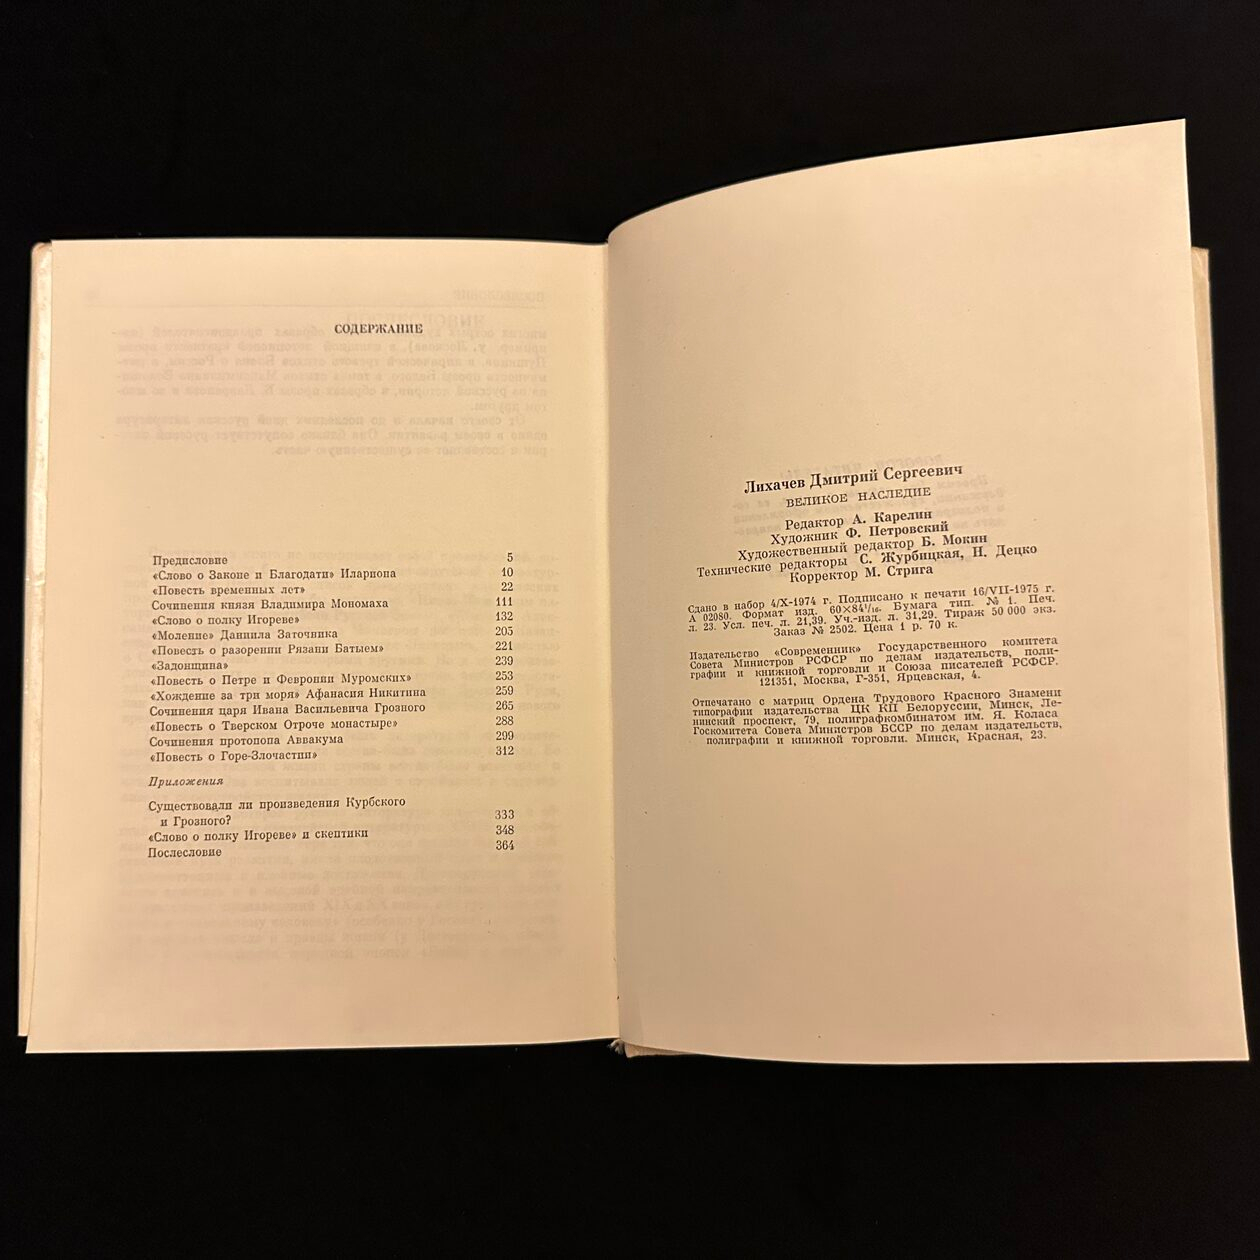 СОДЕРЖАНИЕ
Предисловие 5
«Слово о Законе и Благодати» Илариона 10
«Повесть временных лет» 22
Сочинения князя Владимира Мономаха 111
«Слово о полку Игореве» 132
«Моление» Даниила Заточника 205
«Повесть о разорении Рязани Батыем» 221
«Задонщина» 239
«Повесть о Петре и Февронии Муромских» 253
«Хождение за три моря» Афанасия Никитина 259
Сочинения царя Ивана Васильевича Грозного 265
«Повесть о Тверском Отроче монастыре» 288
Сочинения протопопа Аввакума 299
«Повесть о Горе-Злочастии» 312
Приложения
Существовали ли произведения Курбского
и Грозного? 333
«Слово о полку Игореве» и скептики 348
Послесловие 364
Лихачев Дмитрий Сергеевич
ВЕЛИКОЕ НАСЛЕДИЕ
Редактор А. Карелин
Художник Ф. Петровский
Художественный редактор Б. Мокин
Технические редакторы С. Журбицкая, Н. Децко
Корректор М. Стрига
Сдано в набор 4/X-1974 г. Подписано к печати 16/VII-1975 г.
А 02080. Формат изд. 60×84¹/₁₆. Бумага тип. № 1. Печ.
л. 23. Усл. печ. л. 21,39. Уч.-изд. л. 31,29. Тираж 50 000 экз.
Заказ № 2502. Цена 1 р. 70 к.
Издательство «Современник» Государственного комитета
Совета Министров РСФСР по делам издательств, поли-
графии и книжной торговли и Союза писателей РСФСР.
121351, Москва, Г-351, Ярцевская, 4.
Отпечатано с матриц Ордена Трудового Красного Знамени
типографии издательства ЦК КП Белоруссии, Минск, Ле-
нинский проспект, 79, полиграфкомбинатом им. Я. Коласа
Госкомитета Совета Министров БССР по делам издательств,
полиграфии и книжной торговли. Минск, Красная, 23.